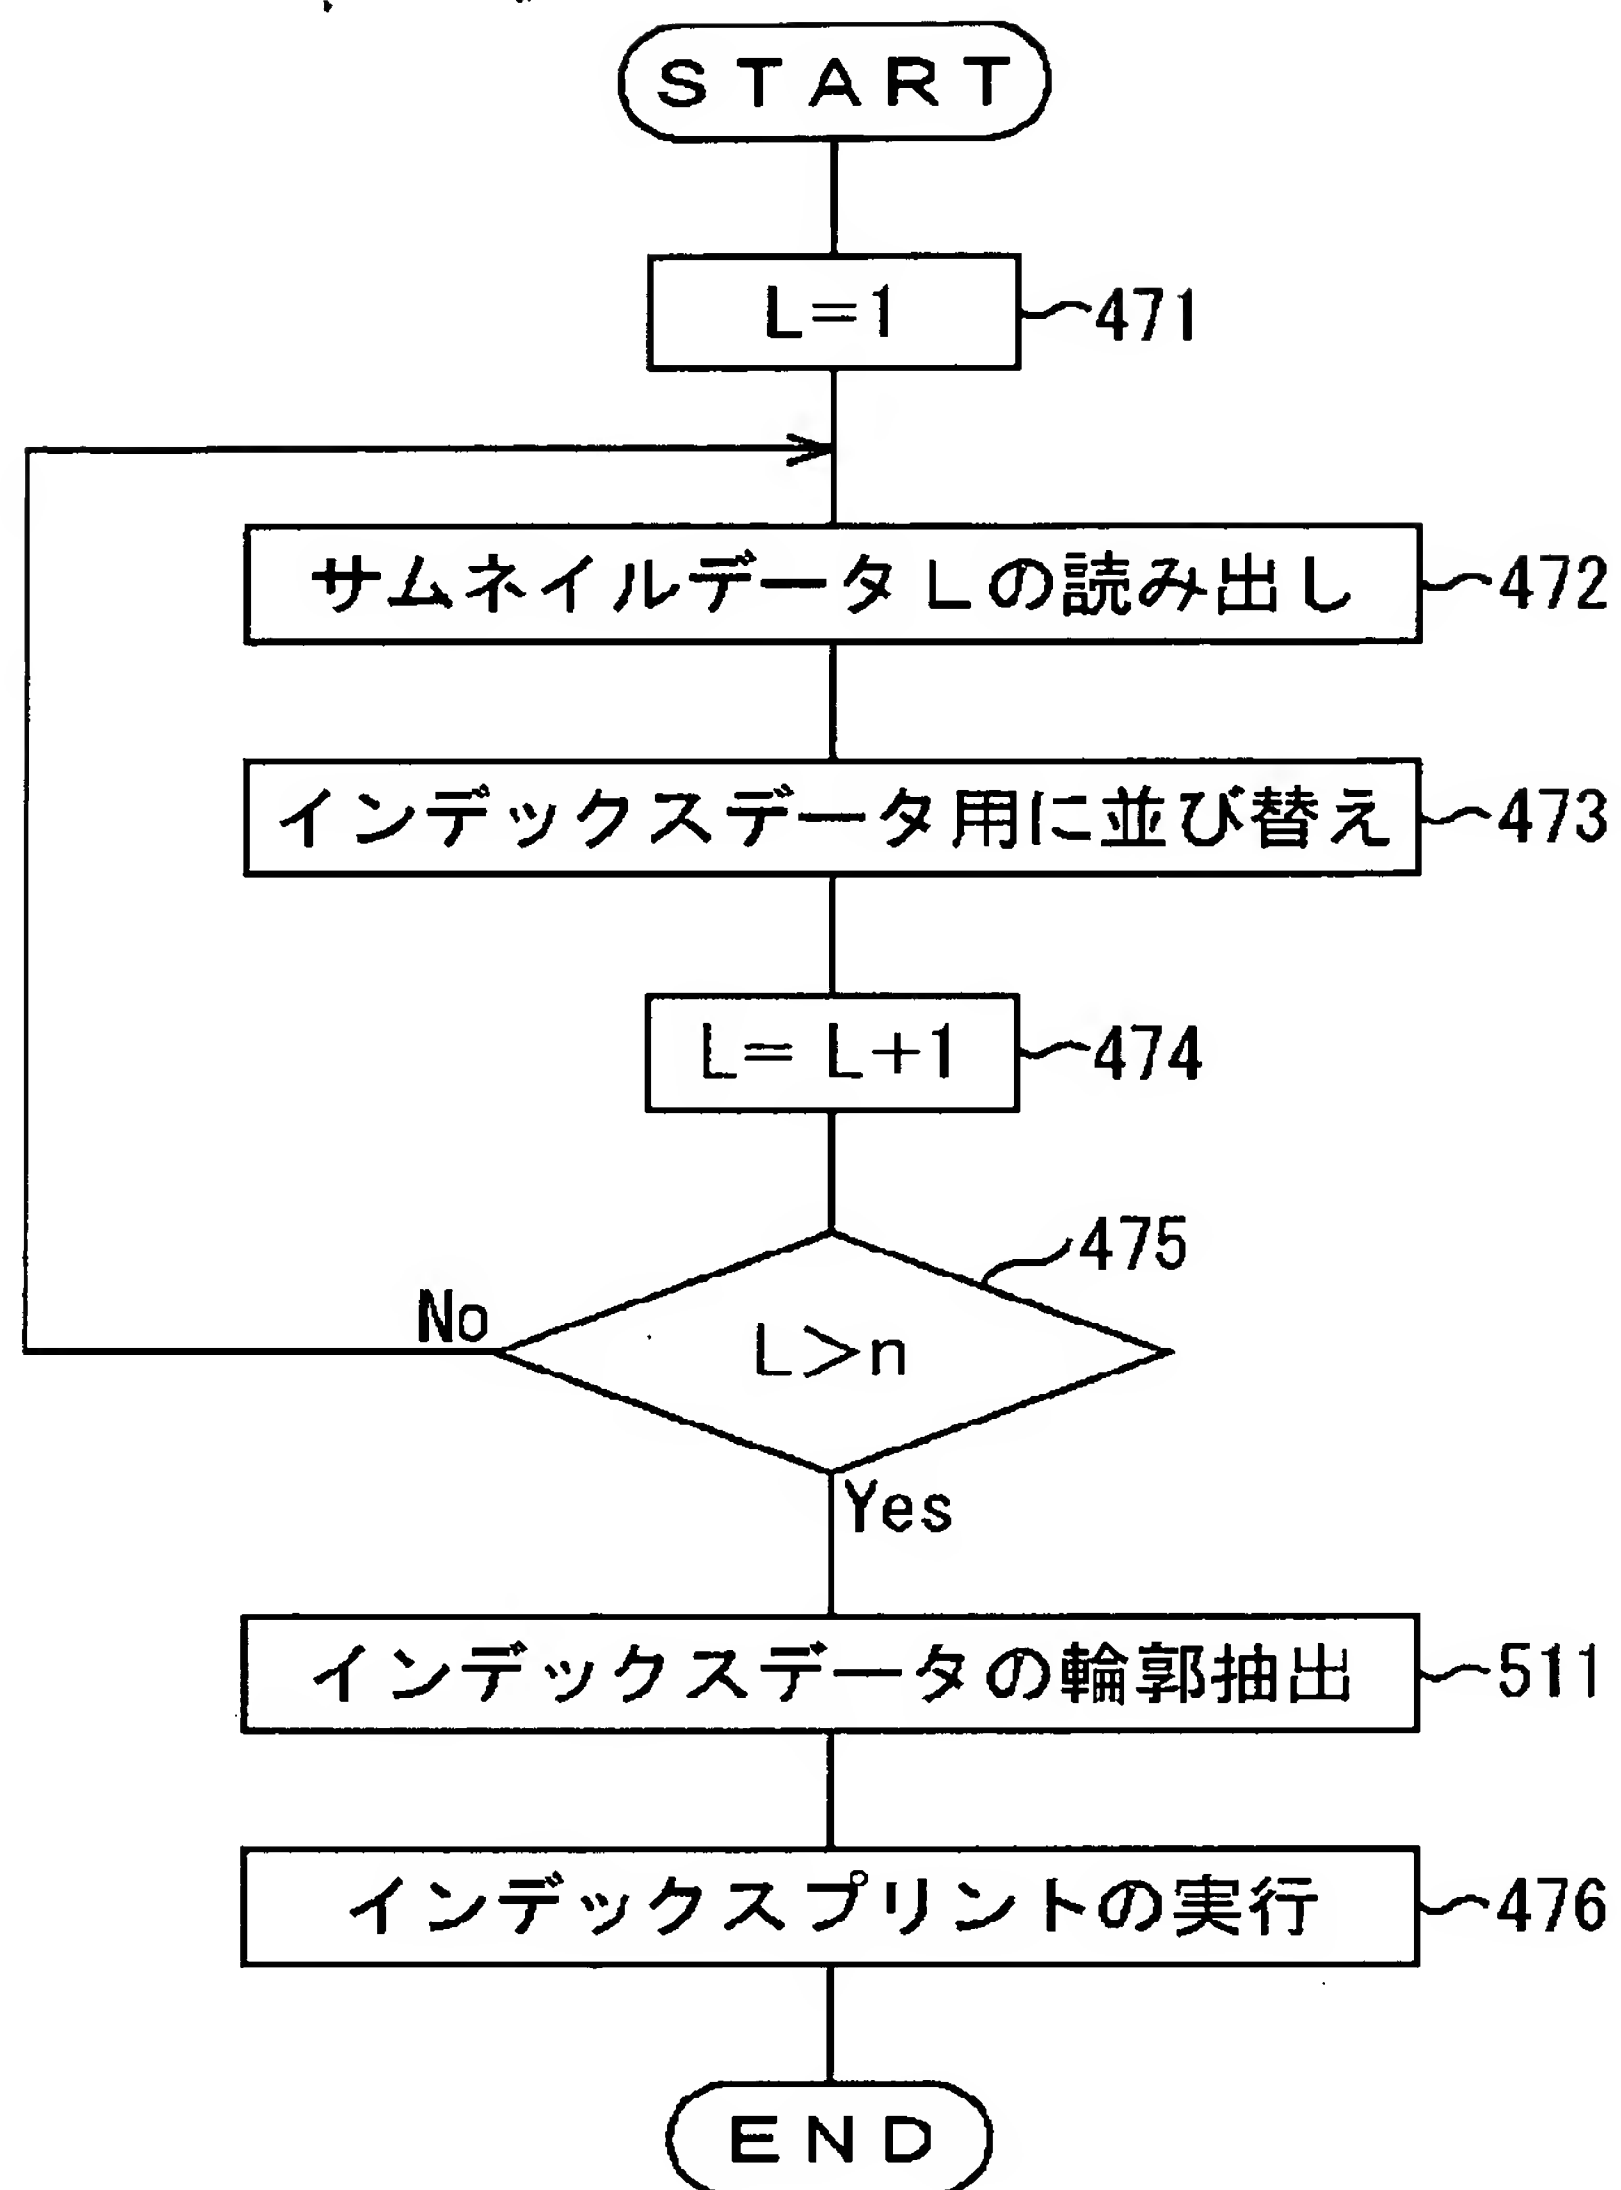 START
L=1
471
サムネイルデータLの読み出し
472
インデックスデータ用に並び替え
473
L= L+1
474
475
No
L>n
Yes
インデックスデータの輪郭抽出
511
インデックスプリントの実行
476
END